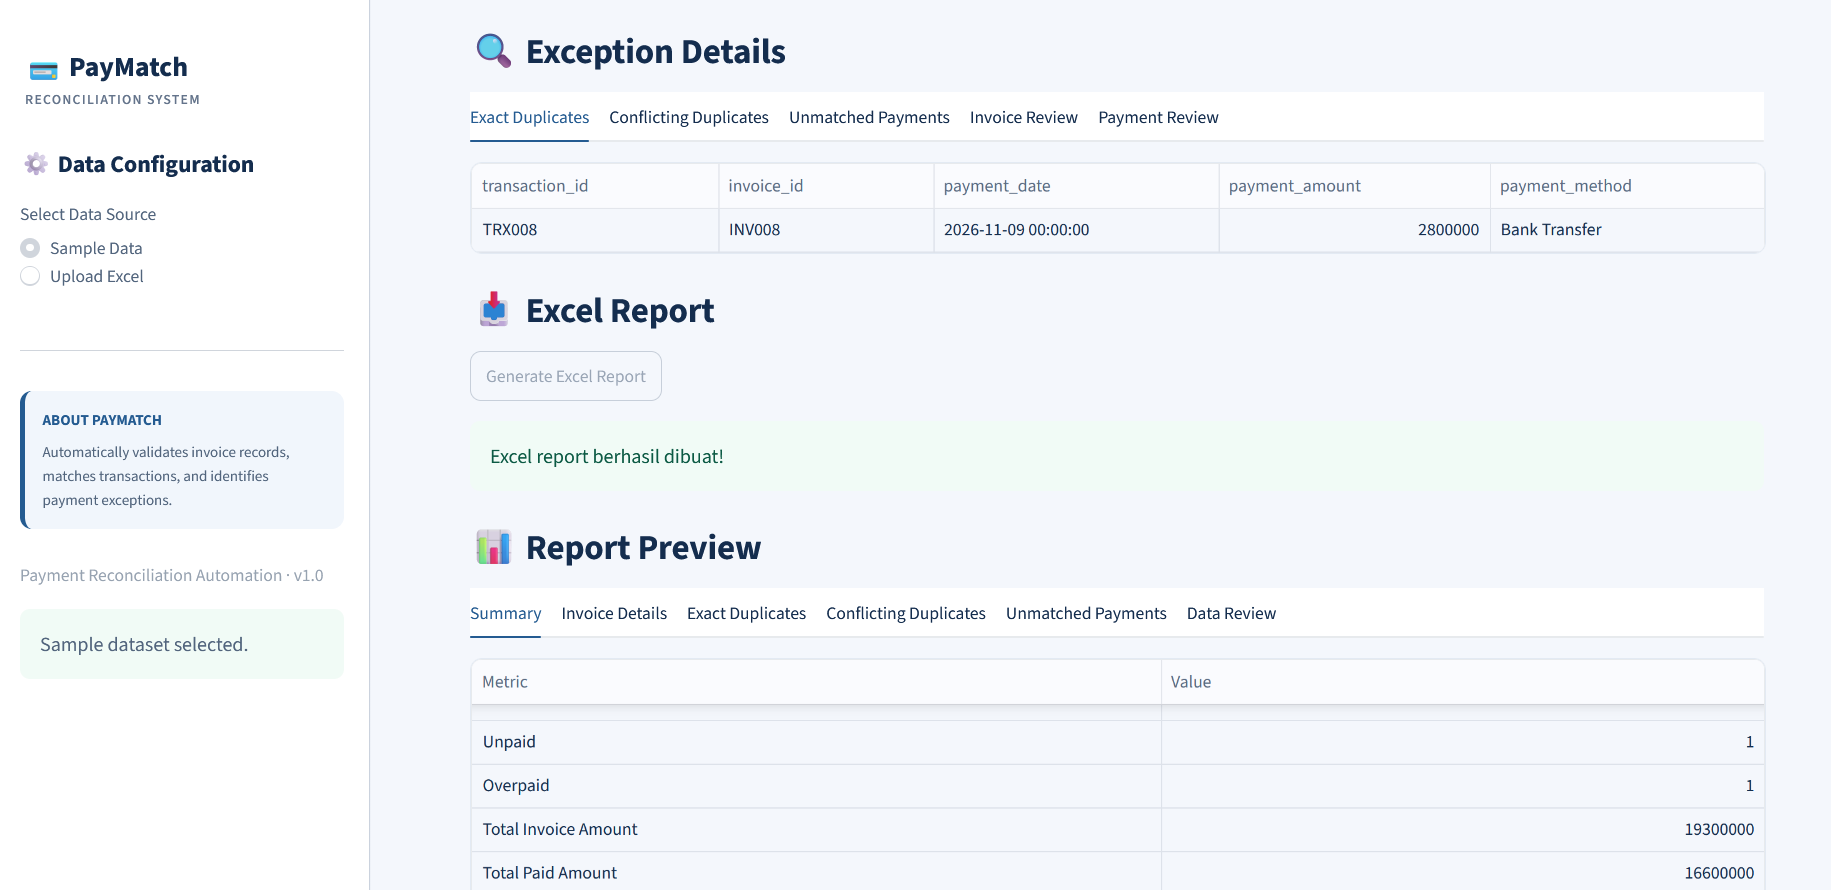 PayMatch
RECONCILIATION SYSTEM
Data Configuration
Select Data Source
Sample Data
Upload Excel
ABOUT PAYMATCH
Automatically validates invoice records,
matches transactions, and identifies
payment exceptions.
Payment Reconciliation Automation · v1.0
Sample dataset selected.
Exception Details
Exact Duplicates Conflicting Duplicates Unmatched Payments Invoice Review Payment Review
transaction_id invoice_id payment_date payment_amount payment_method
TRX008 INV008 2026-11-09 00:00:00 2800000 Bank Transfer
Excel Report
Generate Excel Report
Excel report berhasil dibuat!
Report Preview
Summary Invoice Details Exact Duplicates Conflicting Duplicates Unmatched Payments Data Review
Metric Value
Unpaid 1
Overpaid 1
Total Invoice Amount 19300000
Total Paid Amount 16600000